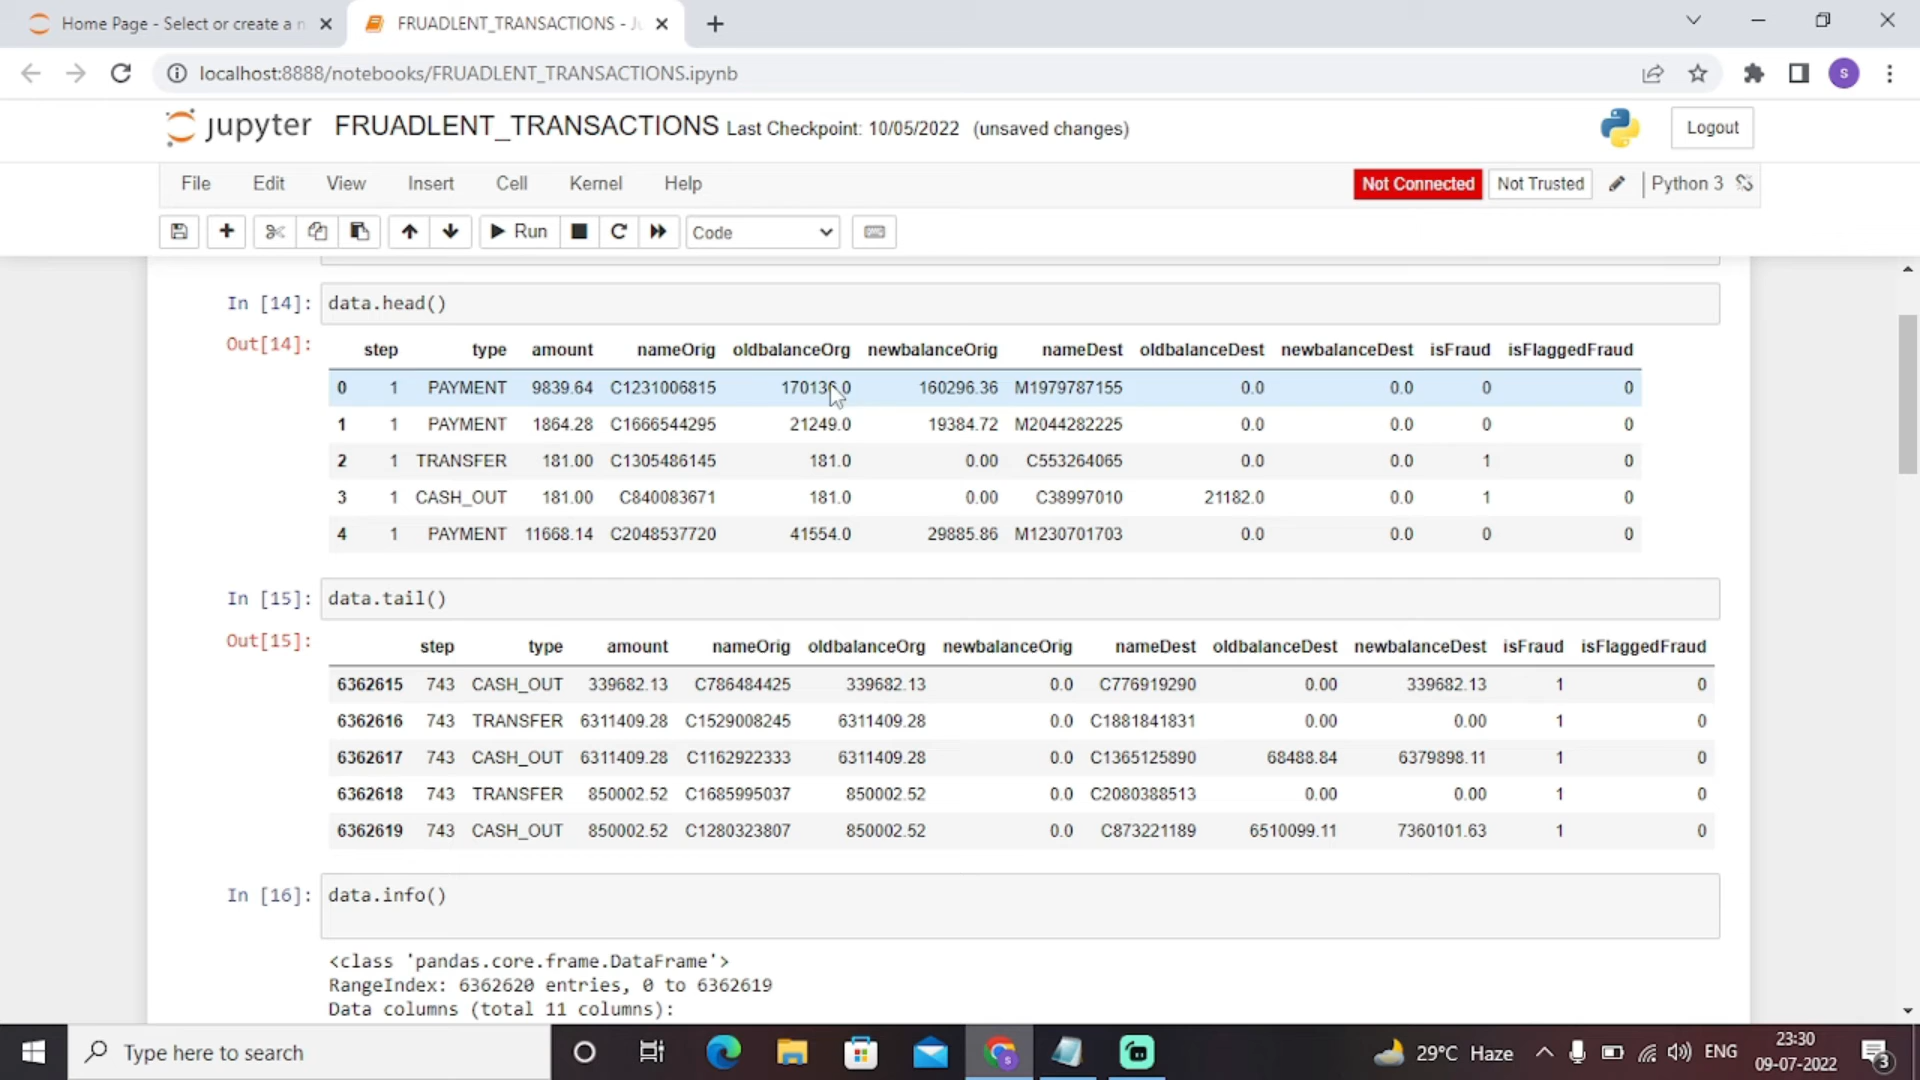 Home Page - Select or create a n
FRUADLENT_TRANSACTIONS - Ju
localhost:8888/notebooks/FRUADLENT_TRANSACTIONS.ipynb
S
jupyter FRUADLENT_TRANSACTIONS Last Checkpoint: 10/05/2022 (unsaved changes)
Logout
File Edit View Insert Cell Kernel Help
Not Connected Not Trusted Python 3
Run Code
In [14]: data.head()
Out[14]:
step type amount nameOrig oldbalanceOrg newbalanceOrig nameDest oldbalanceDest newbalanceDest isFraud isFlaggedFraud
0 1 PAYMENT 9839.64 C1231006815 170136.0 160296.36 M1979787155 0.0 0.0 0 0
1 1 PAYMENT 1864.28 C1666544295 21249.0 19384.72 M2044282225 0.0 0.0 0 0
2 1 TRANSFER 181.00 C1305486145 181.0 0.00 C553264065 0.0 0.0 1 0
3 1 CASH_OUT 181.00 C840083671 181.0 0.00 C38997010 21182.0 0.0 1 0
4 1 PAYMENT 11668.14 C2048537720 41554.0 29885.86 M1230701703 0.0 0.0 0 0
In [15]: data.tail()
Out[15]:
step type amount nameOrig oldbalanceOrg newbalanceOrig nameDest oldbalanceDest newbalanceDest isFraud isFlaggedFraud
6362615 743 CASH_OUT 339682.13 C786484425 339682.13 0.0 C776919290 0.00 339682.13 1 0
6362616 743 TRANSFER 6311409.28 C1529008245 6311409.28 0.0 C1881841831 0.00 0.00 1 0
6362617 743 CASH_OUT 6311409.28 C1162922333 6311409.28 0.0 C1365125890 68488.84 6379898.11 1 0
6362618 743 TRANSFER 850002.52 C1685995037 850002.52 0.0 C2080388513 0.00 0.00 1 0
6362619 743 CASH_OUT 850002.52 C1280323807 850002.52 0.0 C873221189 6510099.11 7360101.63 1 0
In [16]: data.info()
<class 'pandas.core.frame.DataFrame'>
RangeIndex: 6362620 entries, 0 to 6362619
Data columns (total 11 columns):
Type here to search
29°C Haze
ENG
23:30
09-07-2022
3